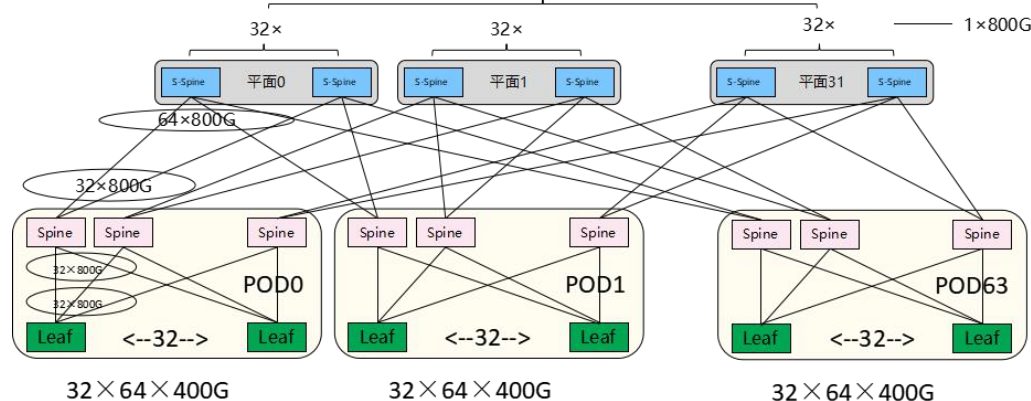 32× 32× 32× 1×800G
S-Spine 平面0 S-Spine S-Spine 平面1 S-Spine S-Spine 平面31 S-Spine
64×800G
32×800G
Spine Spine Spine Spine Spine Spine Spine Spine Spine
32×800G
POD0 POD1 POD63
32×800G
Leaf <--32--> Leaf Leaf <--32--> Leaf Leaf <--32--> Leaf
32×64×400G 32×64×400G 32×64×400G